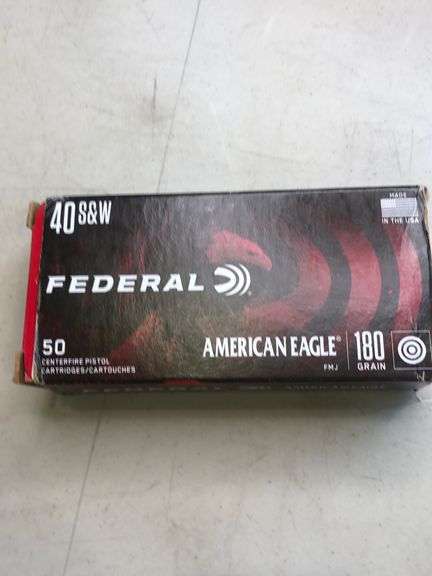 40 S&W
MADE
IN THE USA
FEDERAL®
50
CENTERFIRE PISTOL
CARTRIDGES/CARTOUCHES
AMERICAN EAGLE®
FMJ
180
GRAIN